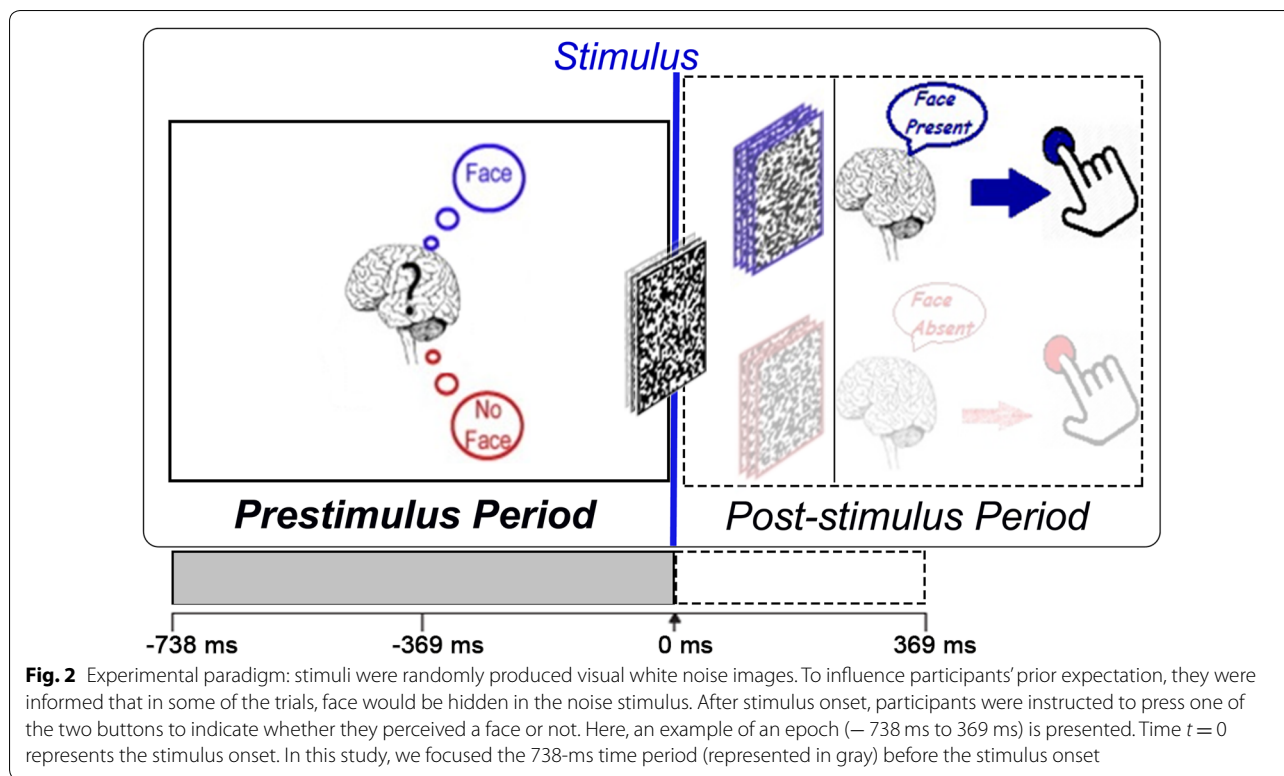 Stimulus
Face
?
No
Face
Face
Present
Face
Absent
Prestimulus Period
Post-stimulus Period
-738 ms
-369 ms
0 ms
369 ms
Fig. 2 Experimental paradigm: stimuli were randomly produced visual white noise images. To influence participants’ prior expectation, they were
informed that in some of the trials, face would be hidden in the noise stimulus. After stimulus onset, participants were instructed to press one of
the two buttons to indicate whether they perceived a face or not. Here, an example of an epoch (− 738 ms to 369 ms) is presented. Time t = 0
represents the stimulus onset. In this study, we focused the 738-ms time period (represented in gray) before the stimulus onset